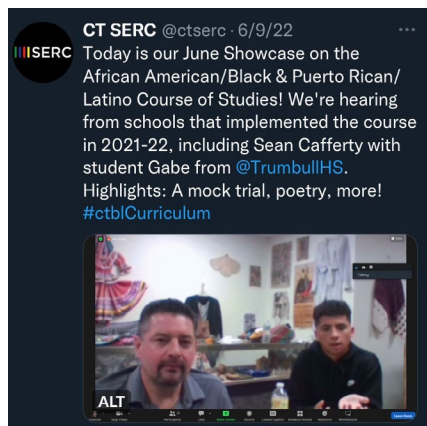 SERC
CT SERC @ctserc · 6/9/22
Today is our June Showcase on the
African American/Black & Puerto Rican/
Latino Course of Studies! We're hearing
from schools that implemented the course
in 2021-22, including Sean Cafferty with
student Gabe from @TrumbullHS.
Highlights: A mock trial, poetry, more!
#ctblCurriculum
ALT